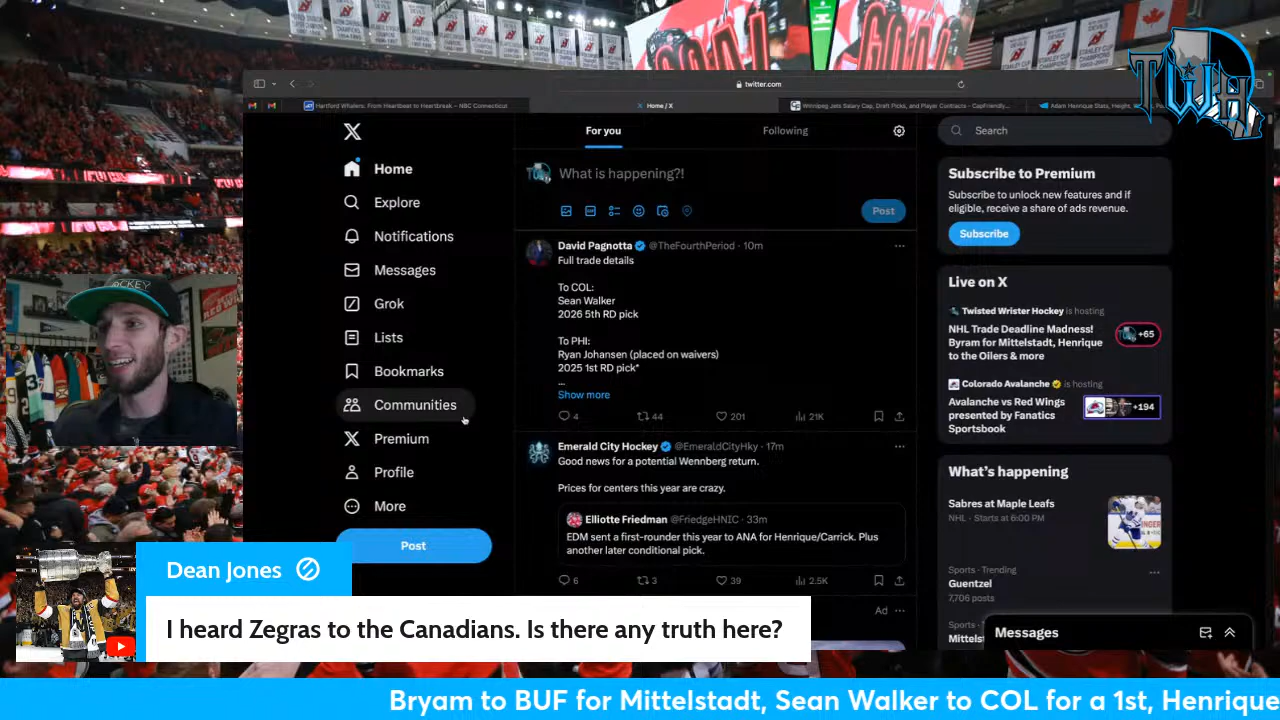 GOAL
GOAL
TWH
twitter.com
Hartford Whalers: From Heartbeat to Heartbreak – NBC Connecticut
Home / X
Winnipeg Jets Salary Cap, Draft Picks, and Player Contracts - CapFriendly...
For you
Following
Search
Home
Explore
Notifications
Messages
Grok
Lists
Bookmarks
Communities
Premium
Profile
More
Post
What is happening?!
Post
David Pagnotta @TheFourthPeriod · 10m
Full trade details
To COL:
Sean Walker
2026 5th RD pick
To PHI:
Ryan Johansen (placed on waivers)
2025 1st RD pick*
...
Show more
4
44
201
21K
Emerald City Hockey @EmeraldCityHky · 17m
Good news for a potential Wennberg return.
Prices for centers this year are crazy.
Elliotte Friedman @FriedgeHNIC · 33m
EDM sent a first-rounder this year to ANA for Henrique/Carrick. Plus
another later conditional pick.
6
3
39
2.5K
Ad
Subscribe to Premium
Subscribe to unlock new features and if
eligible, receive a share of ads revenue.
Subscribe
Live on X
Twisted Wrister Hockey is hosting
NHL Trade Deadline Madness!
Byram for Mittelstadt, Henrique
to the Oilers & more
+65
Colorado Avalanche is hosting
Avalanche vs Red Wings
presented by Fanatics
Sportsbook
+194
What's happening
Sabres at Maple Leafs
NHL · Starts at 6:00 PM
Sports · Trending
Guentzel
7,706 posts
Sports ·
Mittelst
Messages
Dean Jones
I heard Zegras to the Canadians. Is there any truth here?
Bryam to BUF for Mittelstadt, Sean Walker to COL for a 1st, Henrique